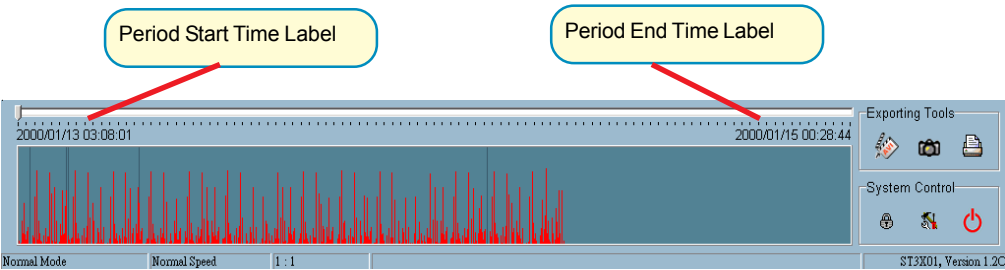 Period Start Time Label
Period End Time Label
2000/01/13 03:08:01
2000/01/15 00:28:44
Exporting Tools
AVI
System Control
Normal Mode
Normal Speed
1 : 1
ST3X01, Version 1.2C